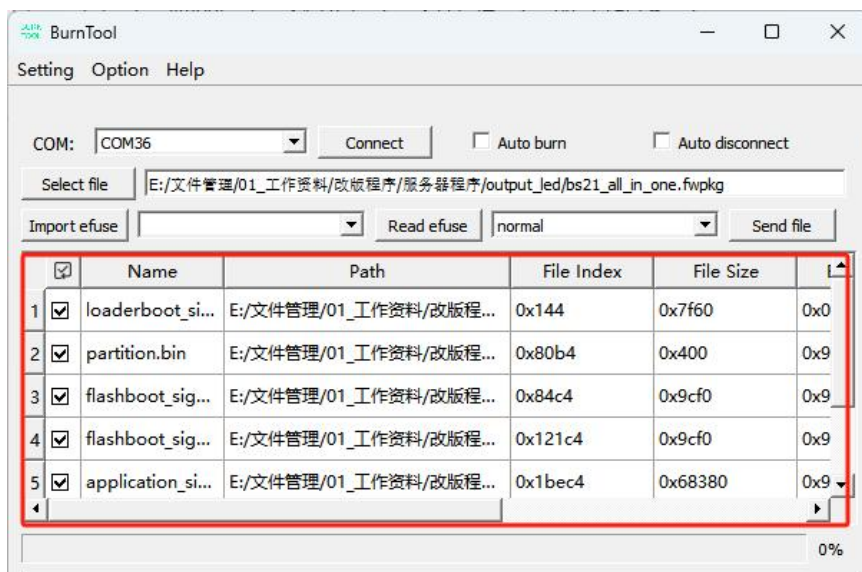 BurnTool
Setting Option Help
COM: COM36 Connect Auto burn Auto disconnect
Select file E:/文件管理/01_工作资料/改版程序/服务器程序/output_led/bs21_all_in_one.fwpkg
Import efuse Read efuse normal Send file
Name Path File Index File Size
1 loaderboot_si... E:/文件管理/01_工作资料/改版程... 0x144 0x7f60 0x0
2 partition.bin E:/文件管理/01_工作资料/改版程... 0x80b4 0x400 0x9
3 flashboot_sig... E:/文件管理/01_工作资料/改版程... 0x84c4 0x9cf0 0x9
4 flashboot_sig... E:/文件管理/01_工作资料/改版程... 0x121c4 0x9cf0 0x9
5 application_si... E:/文件管理/01_工作资料/改版程... 0x1bec4 0x68380 0x9
0%